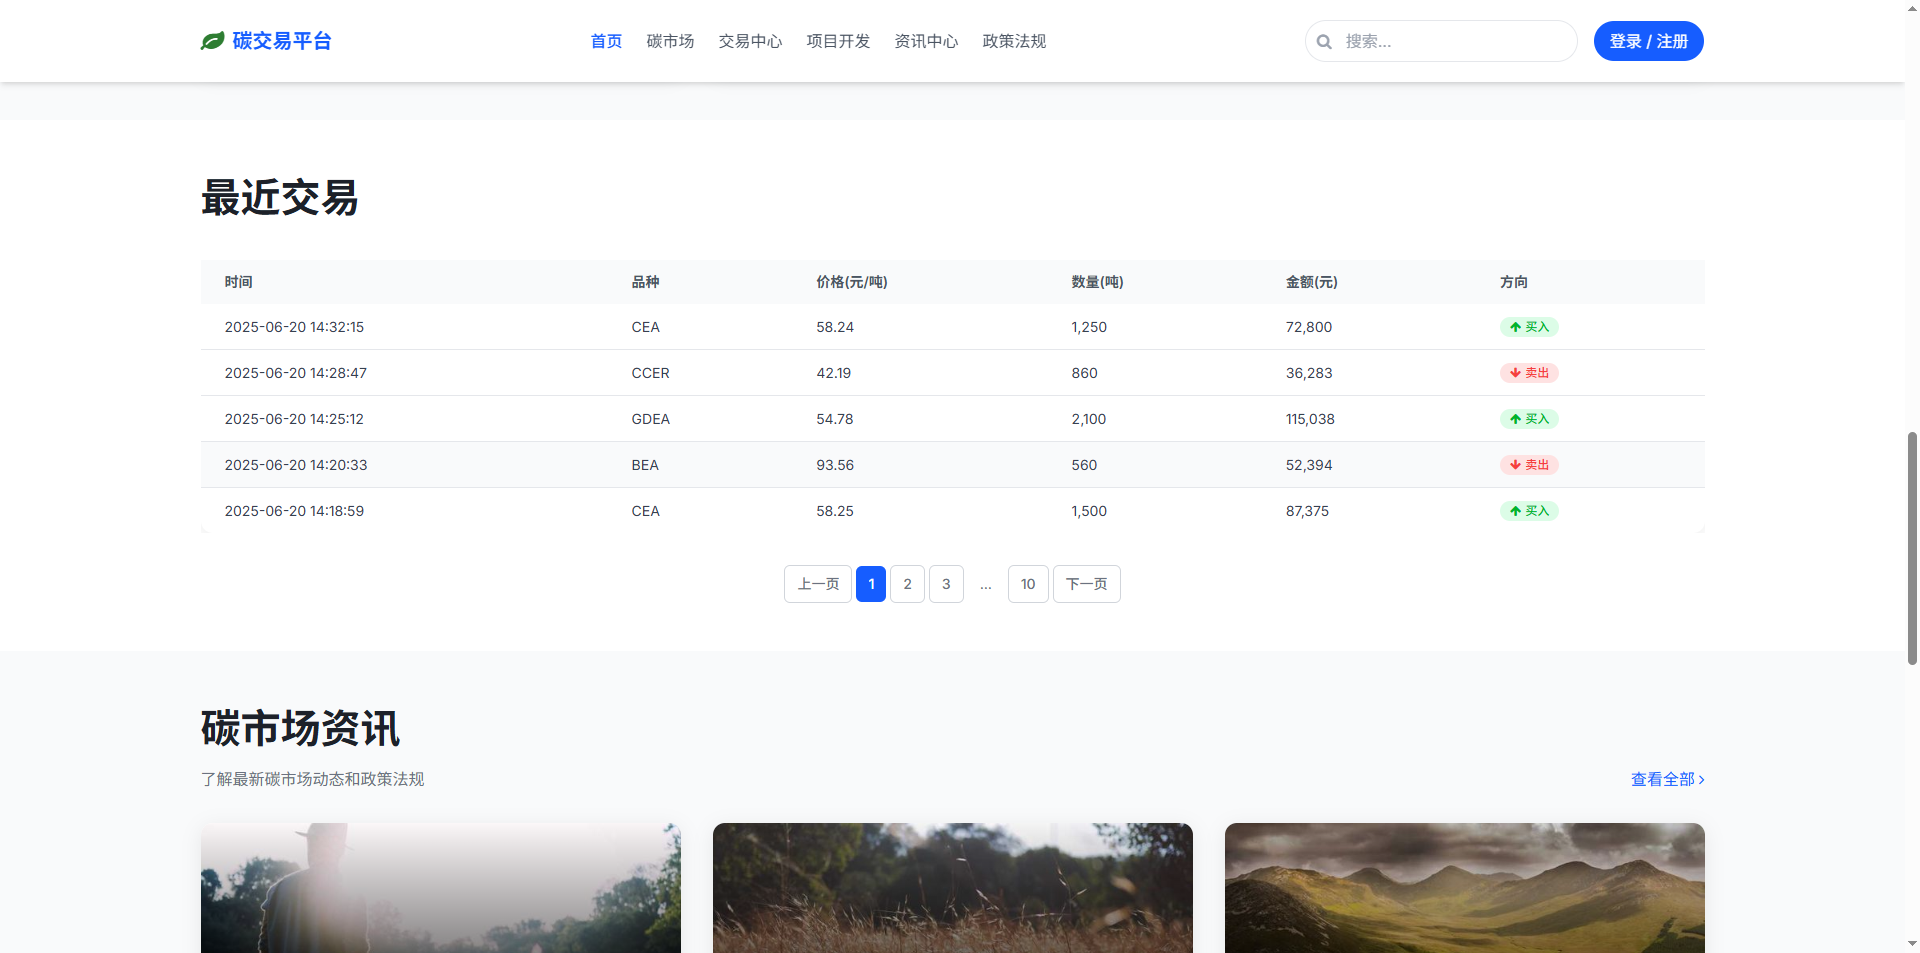 碳交易平台
首页 碳市场 交易中心 项目开发 资讯中心 政策法规
搜索...
登录 / 注册
最近交易
时间 品种 价格(元/吨) 数量(吨) 金额(元) 方向
2025-06-20 14:32:15 CEA 58.24 1,250 72,800 买入
2025-06-20 14:28:47 CCER 42.19 860 36,283 卖出
2025-06-20 14:25:12 GDEA 54.78 2,100 115,038 买入
2025-06-20 14:20:33 BEA 93.56 560 52,394 卖出
2025-06-20 14:18:59 CEA 58.25 1,500 87,375 买入
上一页 1 2 3 ... 10 下一页
碳市场资讯
了解最新碳市场动态和政策法规
查看全部